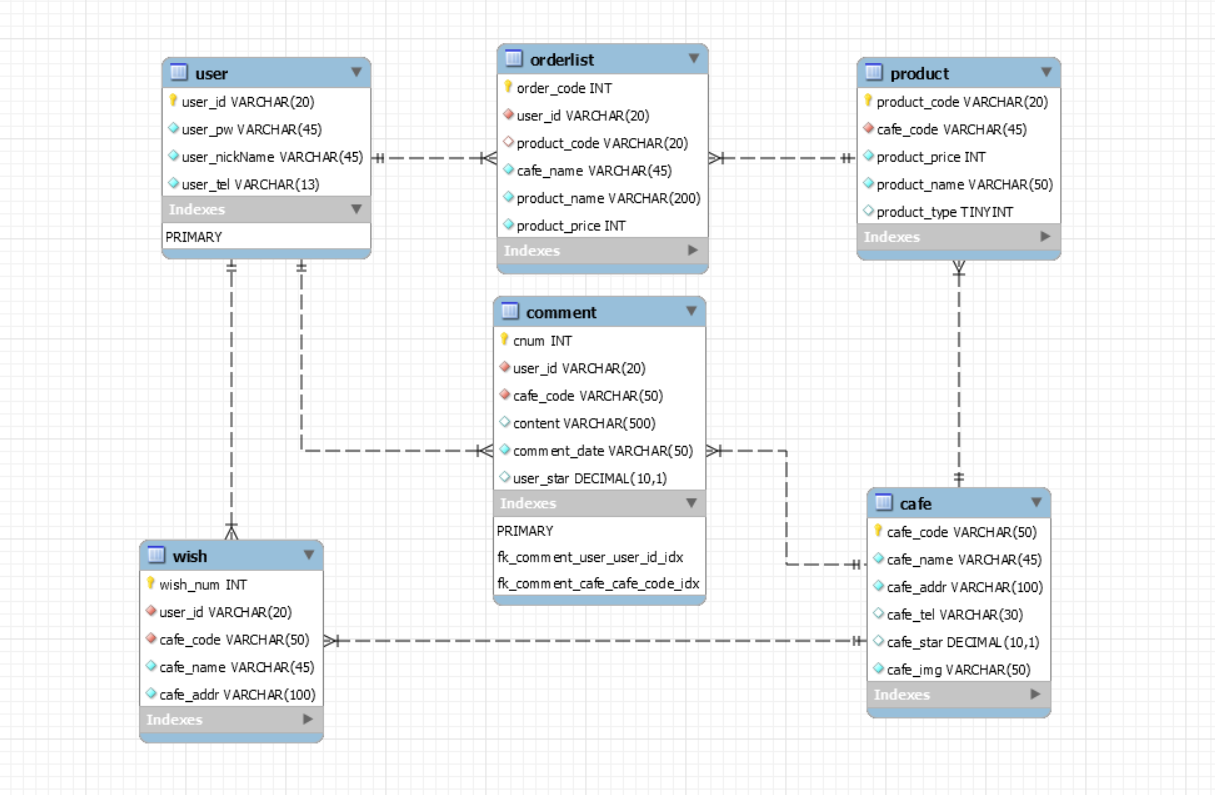 user
user_id VARCHAR(20)
user_pw VARCHAR(45)
user_nickName VARCHAR(45)
user_tel VARCHAR(13)
Indexes
PRIMARY
orderlist
order_code INT
user_id VARCHAR(20)
product_code VARCHAR(20)
cafe_name VARCHAR(45)
product_name VARCHAR(200)
product_price INT
Indexes
product
product_code VARCHAR(20)
cafe_code VARCHAR(45)
product_price INT
product_name VARCHAR(50)
product_type TINYINT
Indexes
comment
cnum INT
user_id VARCHAR(20)
cafe_code VARCHAR(50)
content VARCHAR(500)
comment_date VARCHAR(50)
user_star DECIMAL(10,1)
Indexes
PRIMARY
fk_comment_user_user_id_idx
fk_comment_cafe_cafe_code_idx
wish
wish_num INT
user_id VARCHAR(20)
cafe_code VARCHAR(50)
cafe_name VARCHAR(45)
cafe_addr VARCHAR(100)
Indexes
cafe
cafe_code VARCHAR(50)
cafe_name VARCHAR(45)
cafe_addr VARCHAR(100)
cafe_tel VARCHAR(30)
cafe_star DECIMAL(10,1)
cafe_img VARCHAR(50)
Indexes